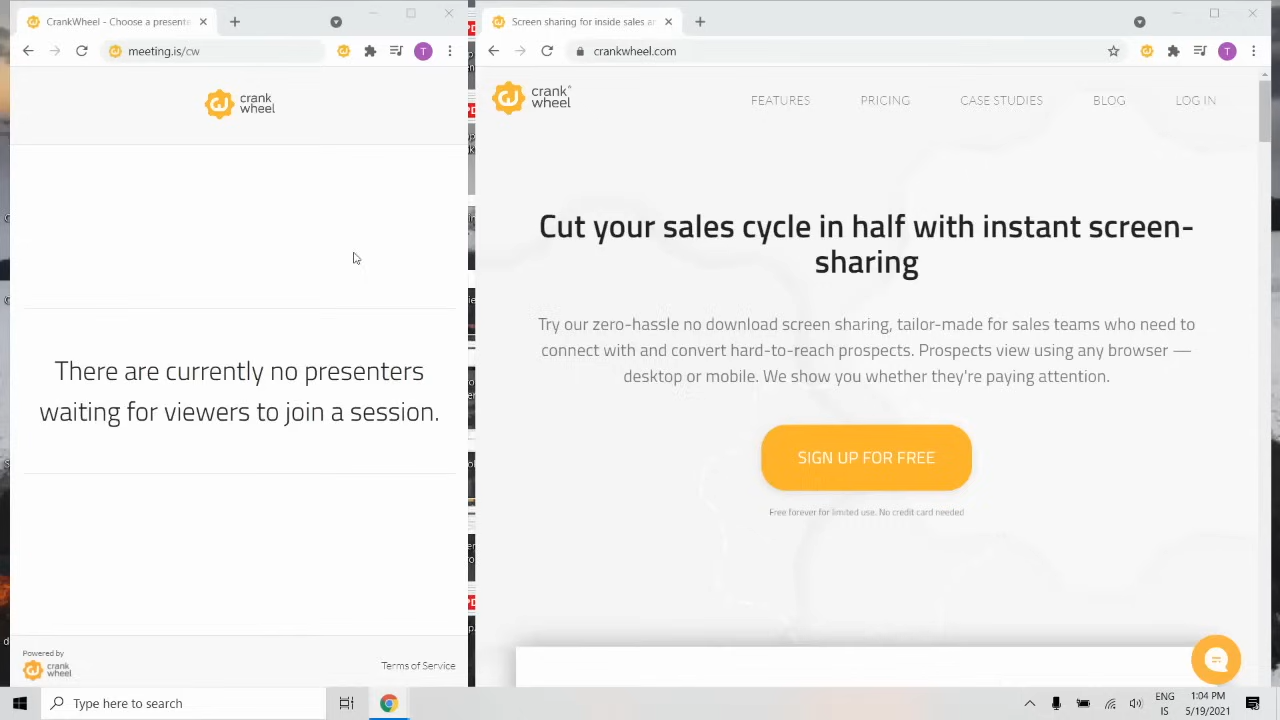 CrankWheel - Choose a presente
meeting.is/cw
T
crank
wheel
There are currently no presenters
waiting for viewers to join a session.
Powered by
crank
wheel
Terms of Service
Screen sharing for inside sales ar
crankwheel.com
T
crank
wheel
FEATURES
PRICING
CASE STUDIES
BLOG
LOG IN
Cut your sales cycle in half with instant screen-
sharing
Try our zero-hassle no download screen sharing, tailor-made for sales teams who need to
connect with and convert hard-to-reach prospects. Prospects view using any browser —
desktop or mobile. We show you whether they're paying attention.
SIGN UP FOR FREE
Free forever for limited use. No credit card needed
Type here to search
ENG
IS
1:04 PM
5/19/2021